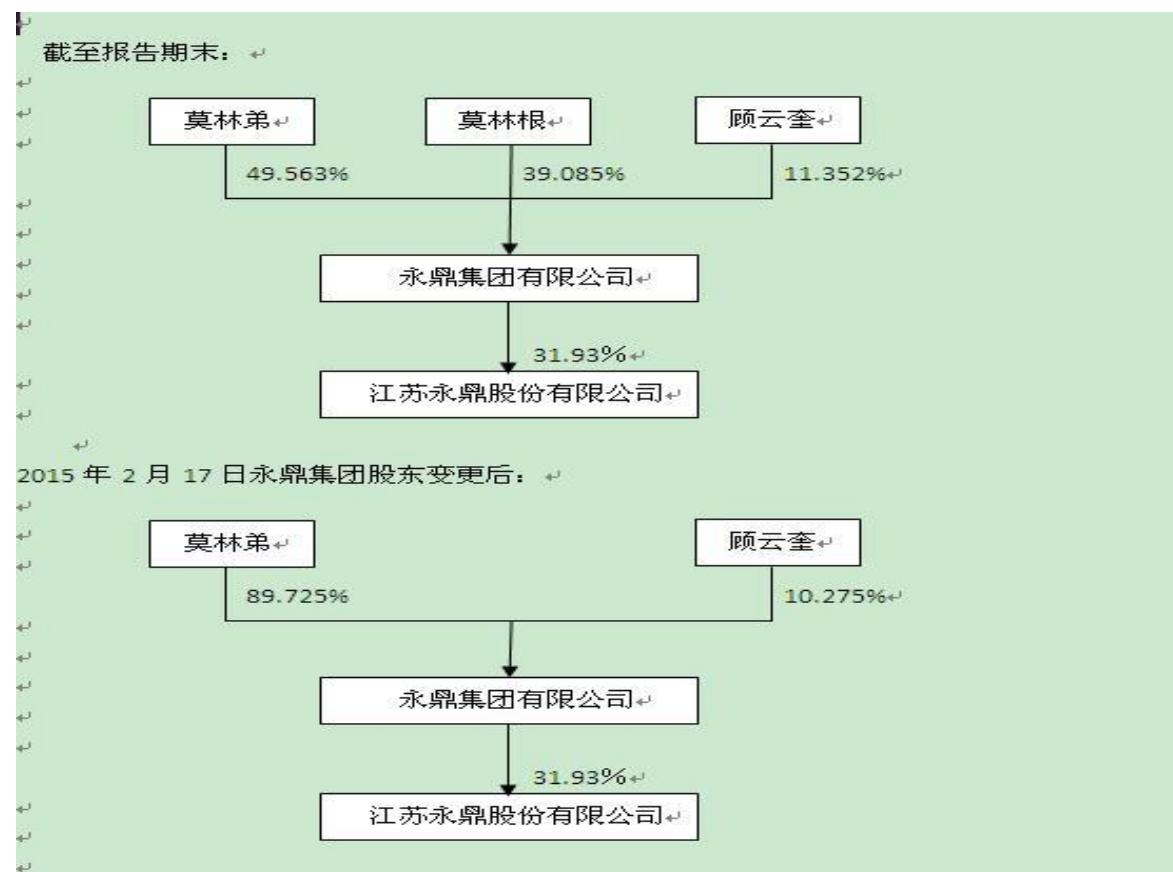 截至报告期末：
莫林弟 莫林根 顾云奎
49.563% 39.085% 11.352%
永鼎集团有限公司
31.93%
江苏永鼎股份有限公司
2015 年 2 月 17 日永鼎集团股东变更后：
莫林弟 顾云奎
89.725% 10.275%
永鼎集团有限公司
31.93%
江苏永鼎股份有限公司